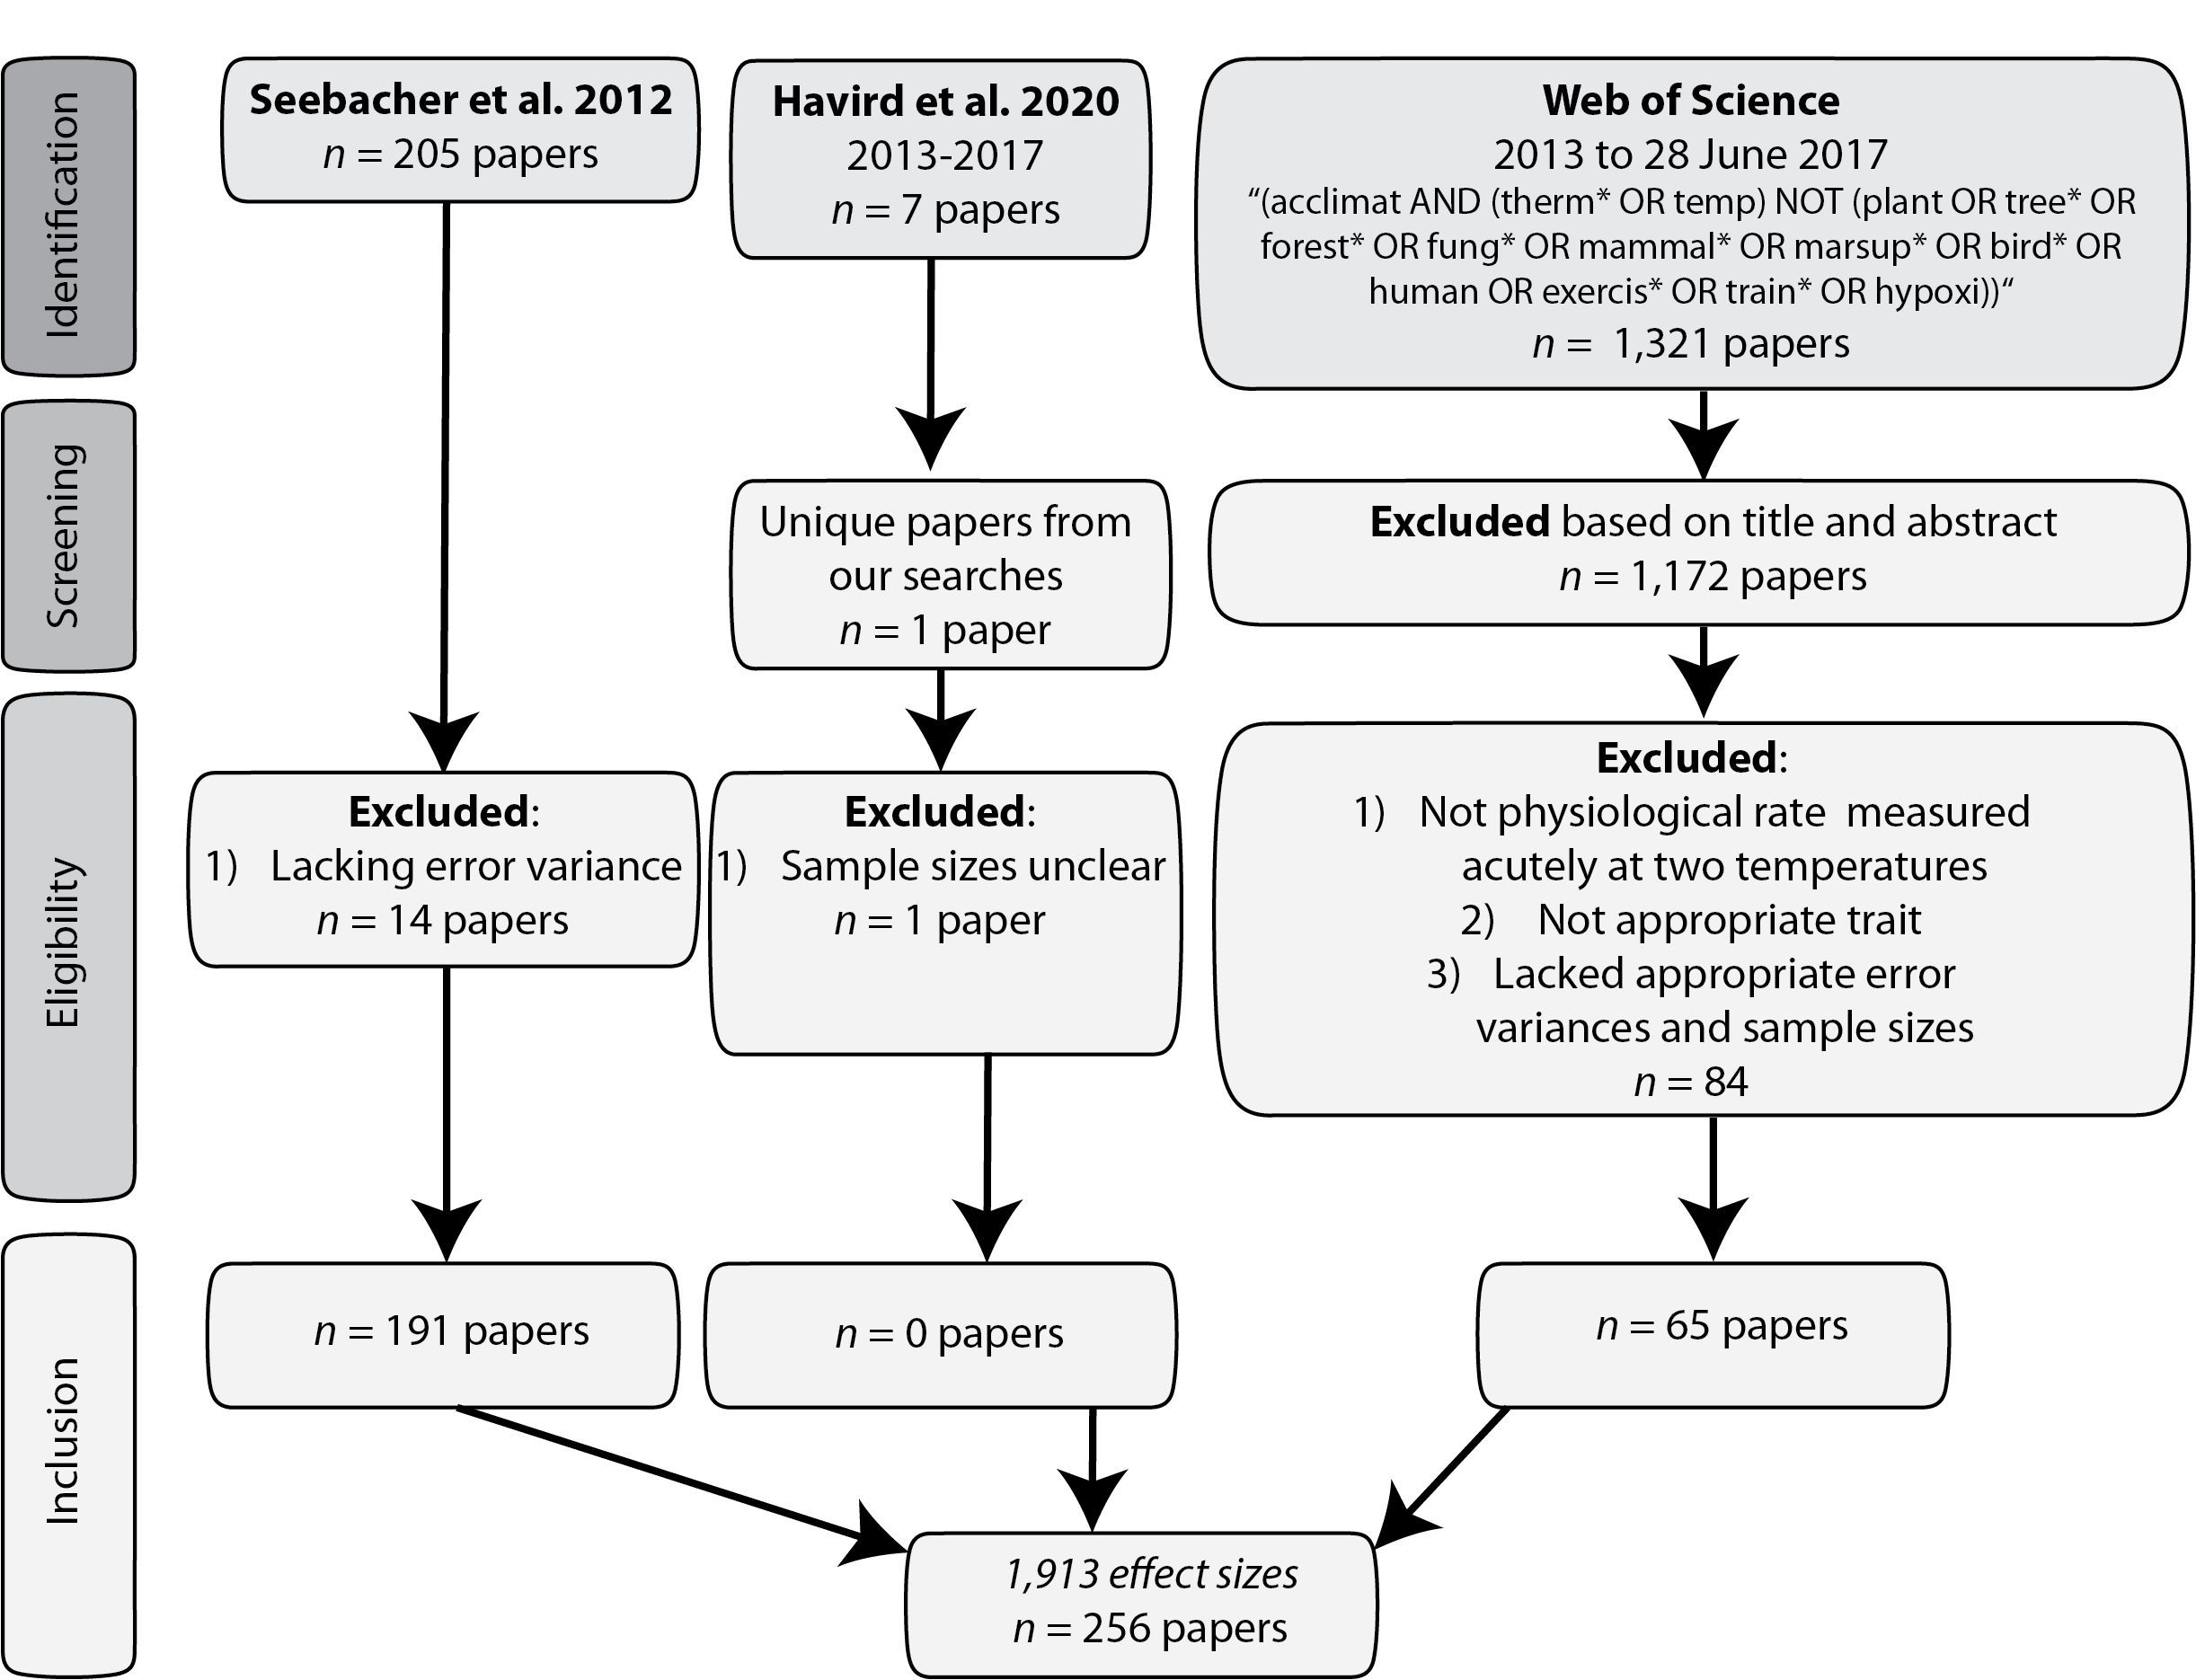 Identification
Seebacher et al. 2012
n = 205 papers
Havird et al. 2020
2013-2017
n = 7 papers
Web of Science
2013 to 28 June 2017
“(acclimat AND (therm* OR temp) NOT (plant OR tree* OR
forest* OR fung* OR mammal* OR marsup* OR bird* OR
human OR exercis* OR train* OR hypoxi))“
n = 1,321 papers
Screening
Unique papers from
our searches
n = 1 paper
Excluded based on title and abstract
n = 1,172 papers
Eligibility
Excluded:
1) Lacking error variance
n = 14 papers
Excluded:
1) Sample sizes unclear
n = 1 paper
Excluded:
1) Not physiological rate measured
acutely at two temperatures
2) Not appropriate trait
3) Lacked appropriate error
variances and sample sizes
n = 84
Inclusion
n = 191 papers
n = 0 papers
n = 65 papers
1,913 effect sizes
n = 256 papers